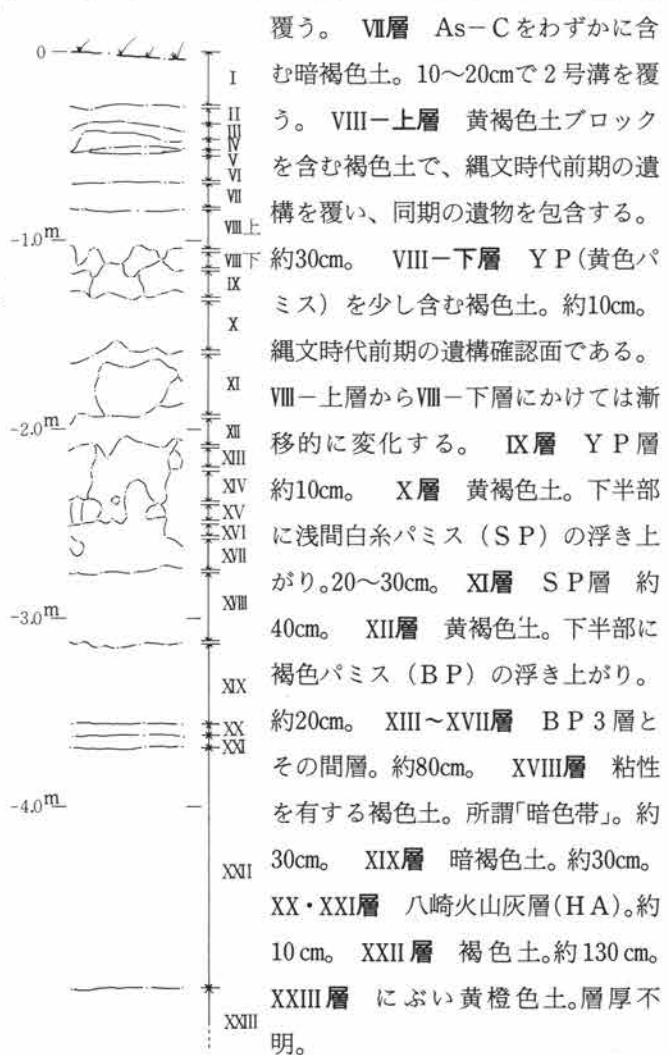 0
-1.0m
-2.0m
-3.0m
-4.0m
I
II
III
IV
V
VI
VII
VIII上
VIII下
IX
X
XI
XII
XIII
XIV
XV
XVI
XVII
XVIII
XIX
XX
XXI
XXII
XXIII
覆う。 VII層 As-Cをわずかに含
む暗褐色土。10～20cmで2号溝を覆
う。 VIII-上層 黄褐色土ブロック
を含む褐色土で、縄文時代前期の遺
構を覆い、同期の遺物を包含する。
約30cm。 VIII-下層 YP(黄色パ
ミス)を少し含む褐色土。約10cm。
縄文時代前期の遺構確認面である。
VIII-上層からVIII-下層にかけては漸
移的に変化する。 IX層 YP層
約10cm。 X層 黄褐色土。下半部
に浅間白糸パミス(SP)の浮き上
がり。20～30cm。 XI層 SP層 約
40cm。 XII層 黄褐色土。下半部に
褐色パミス(BP)の浮き上がり。
約20cm。 XIII～XVII層 BP3層と
その間層。約80cm。 XVIII層 粘性
を有する褐色土。所謂「暗色帯」。約
30cm。 XIX層 暗褐色土。約30cm。
XX・XXI層 八崎火山灰層(HA)。約
10cm。 XXII層 褐色土。約130cm。
XXIII層 にぶい黄橙色土。層厚不
明。